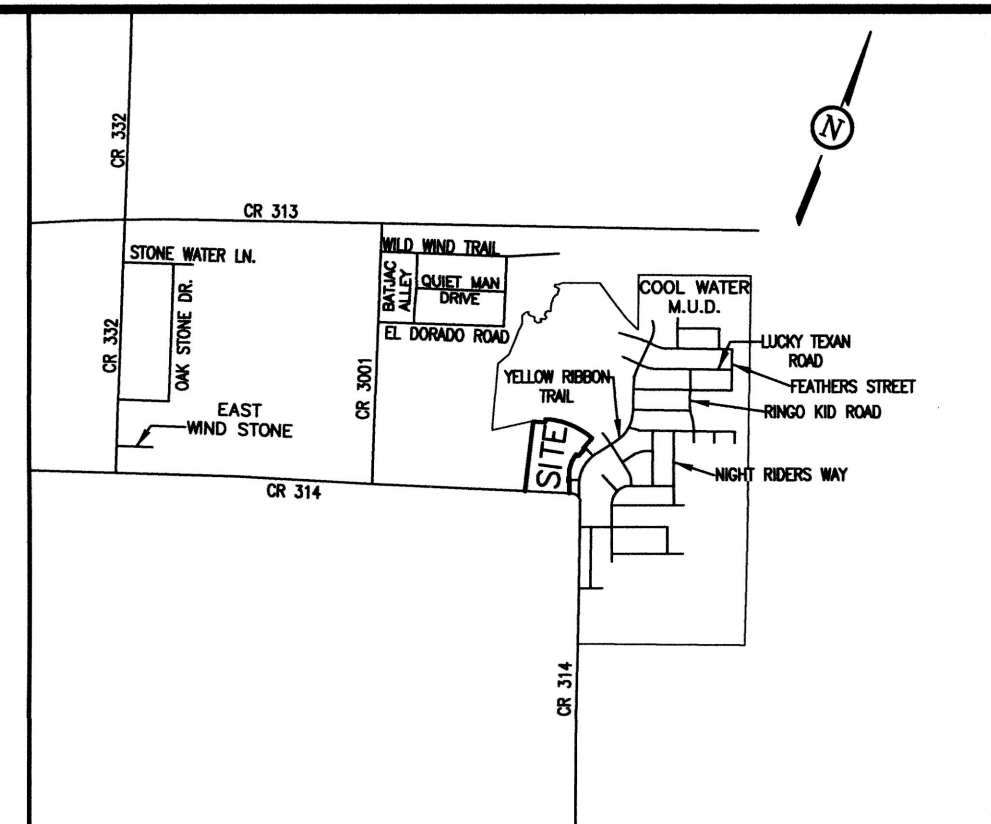 N
CR 332
CR 313
STONE WATER LN.
WILD WIND TRAIL
BATJAC
ALLEY
QUIET MAN
DRIVE
COOL WATER
M.U.D.
OAK STONE DR.
EL DORADO ROAD
LUCKY TEXAN
ROAD
CR 332
CR 3001
YELLOW RIBBON
TRAIL
FEATHERS STREET
RINGO KID ROAD
EAST
WIND STONE
SITE
NIGHT RIDERS WAY
CR 314
CR 314